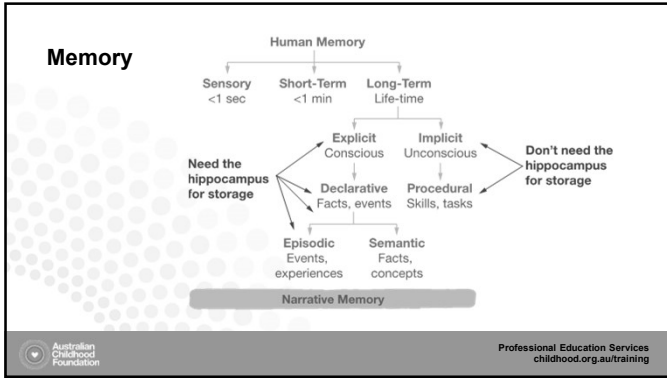 Memory
Human Memory
Sensory
<1 sec
Short-Term
<1 min
Long-Term
Life-time
Explicit
Conscious
Implicit
Unconscious
Need the
hippocampus
for storage
Don't need the
hippocampus
for storage
Declarative
Facts, events
Procedural
Skills, tasks
Episodic
Events,
experiences
Semantic
Facts,
concepts
Narrative Memory
Australian
Childhood
Foundation
Professional Education Services
childhood.org.au/training